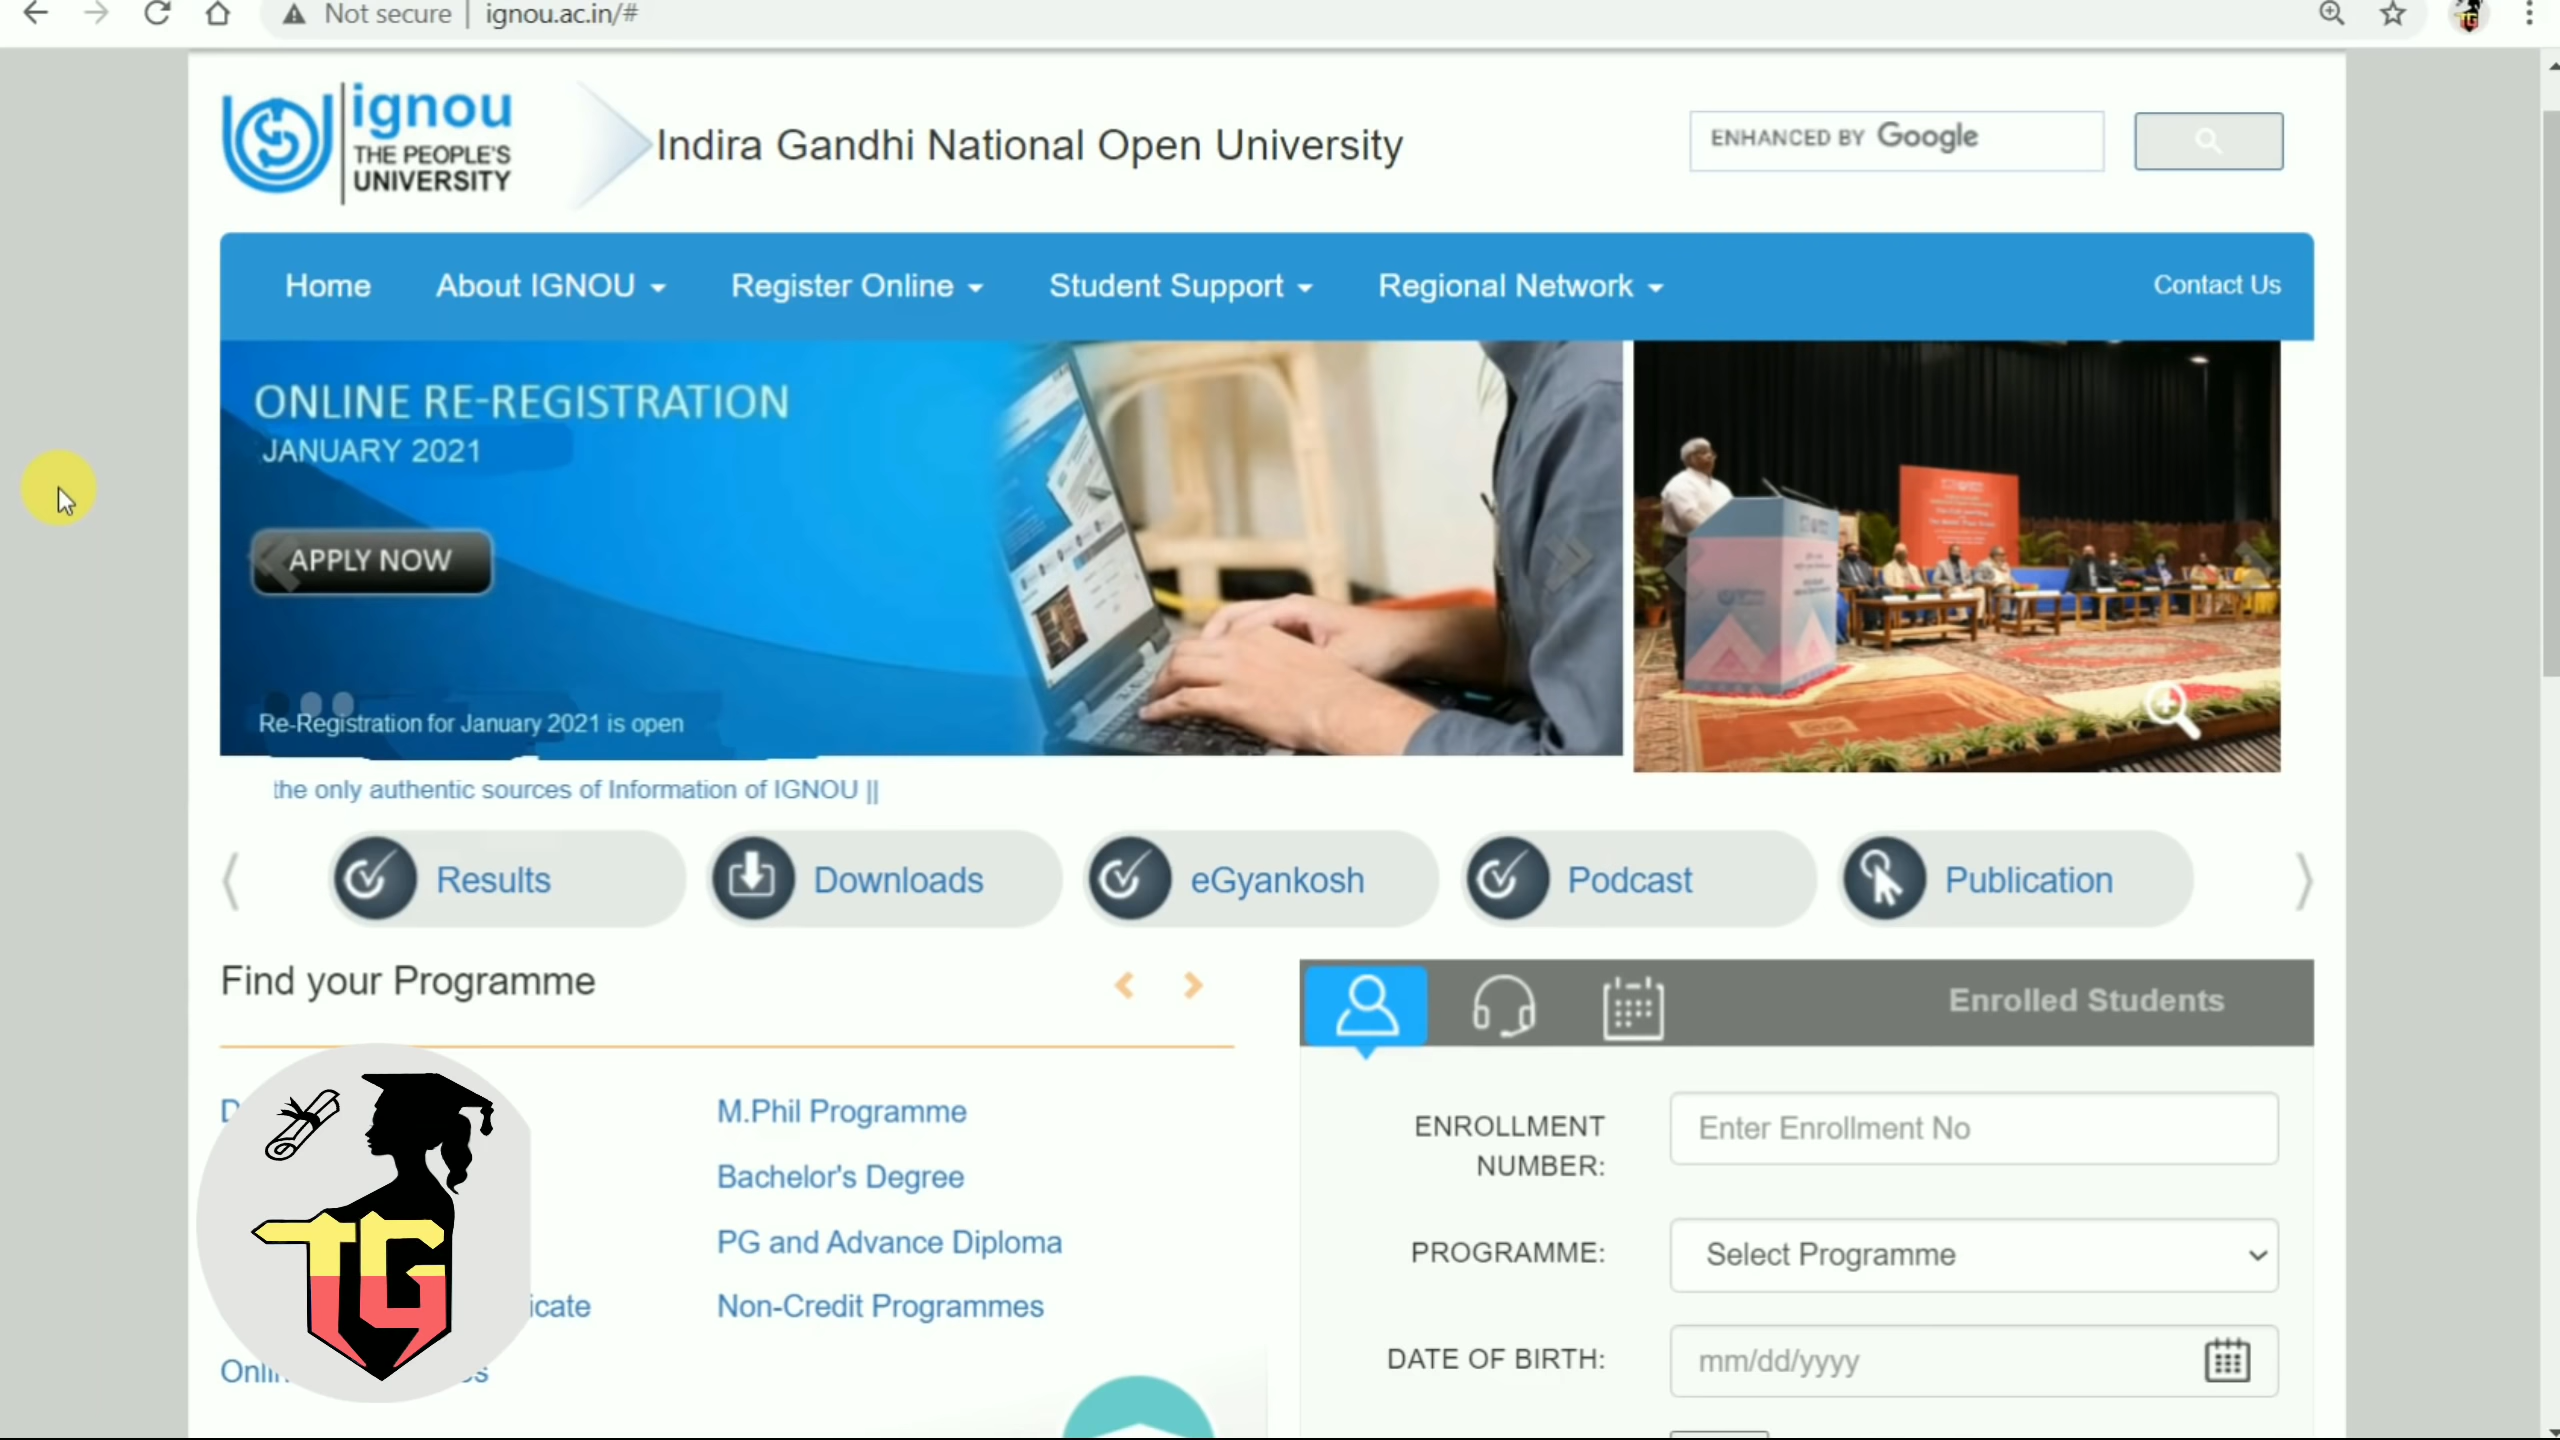 Not secure | ignou.ac.in/#
ignou
THE PEOPLE'S
UNIVERSITY
Indira Gandhi National Open University
ENHANCED BY Google
Home About IGNOU Register Online Student Support Regional Network Contact Us
ONLINE RE-REGISTRATION
JANUARY 2021
APPLY NOW
Re-Registration for January 2021 is open
the only authentic sources of Information of IGNOU ||
Results Downloads eGyankosh Podcast Publication
Find your Programme
Enrolled Students
M.Phil Programme
Bachelor's Degree
PG and Advance Diploma
icate Non-Credit Programmes
TG
ENROLLMENT
NUMBER:
Enter Enrollment No
PROGRAMME: Select Programme
DATE OF BIRTH: mm/dd/yyyy